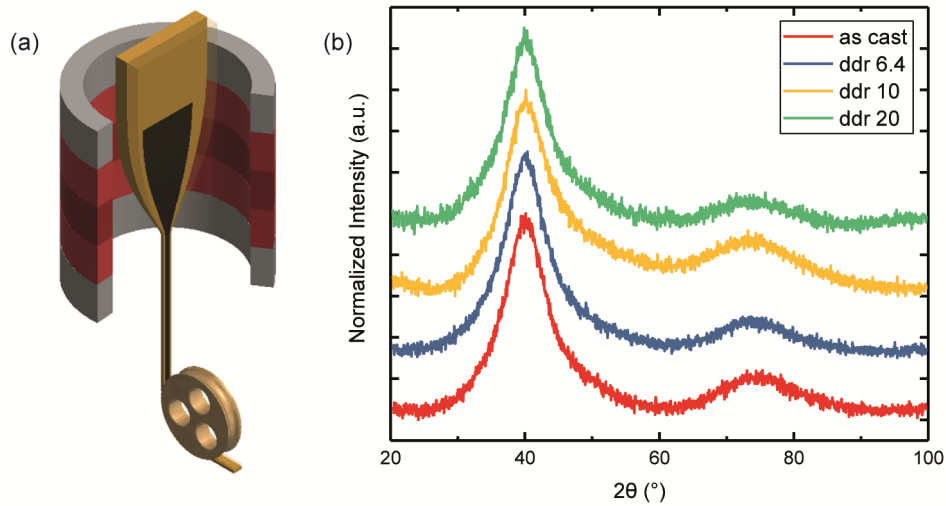 (a)
(b)
as cast
ddr 6.4
ddr 10
ddr 20
Normalized Intensity (a.u.)
20 40 60 80 100
2θ (°)